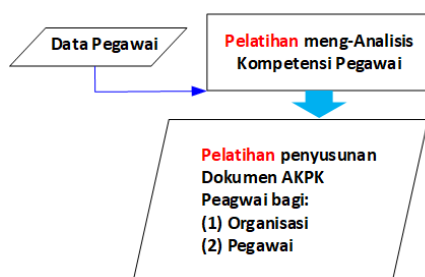 Data Pegawai
Pelatihan meng-Analisis
Kompetensi Pegawai
Pelatihan penyusunan
Dokumen AKPK
Peagwai bagi:
(1) Organisasi
(2) Pegawai